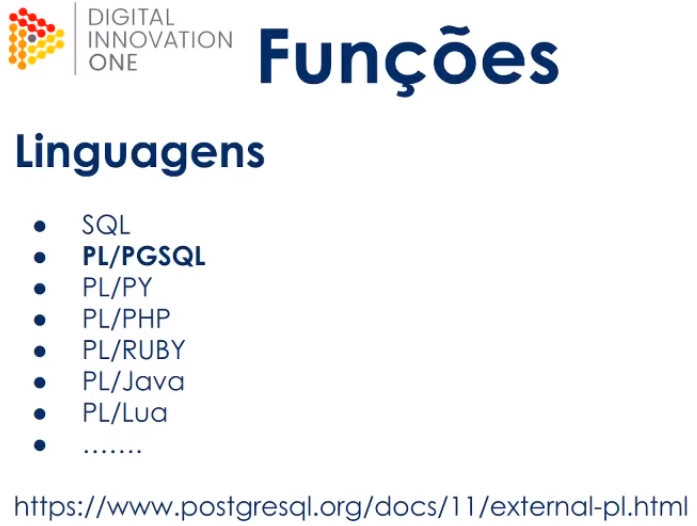 DIGITAL
INNOVATION
ONE
Funções
Linguagens
● SQL
● PL/PGSQL
● PL/PY
● PL/PHP
● PL/RUBY
● PL/Java
● PL/Lua
● .......
https://www.postgresql.org/docs/11/external-pl.html